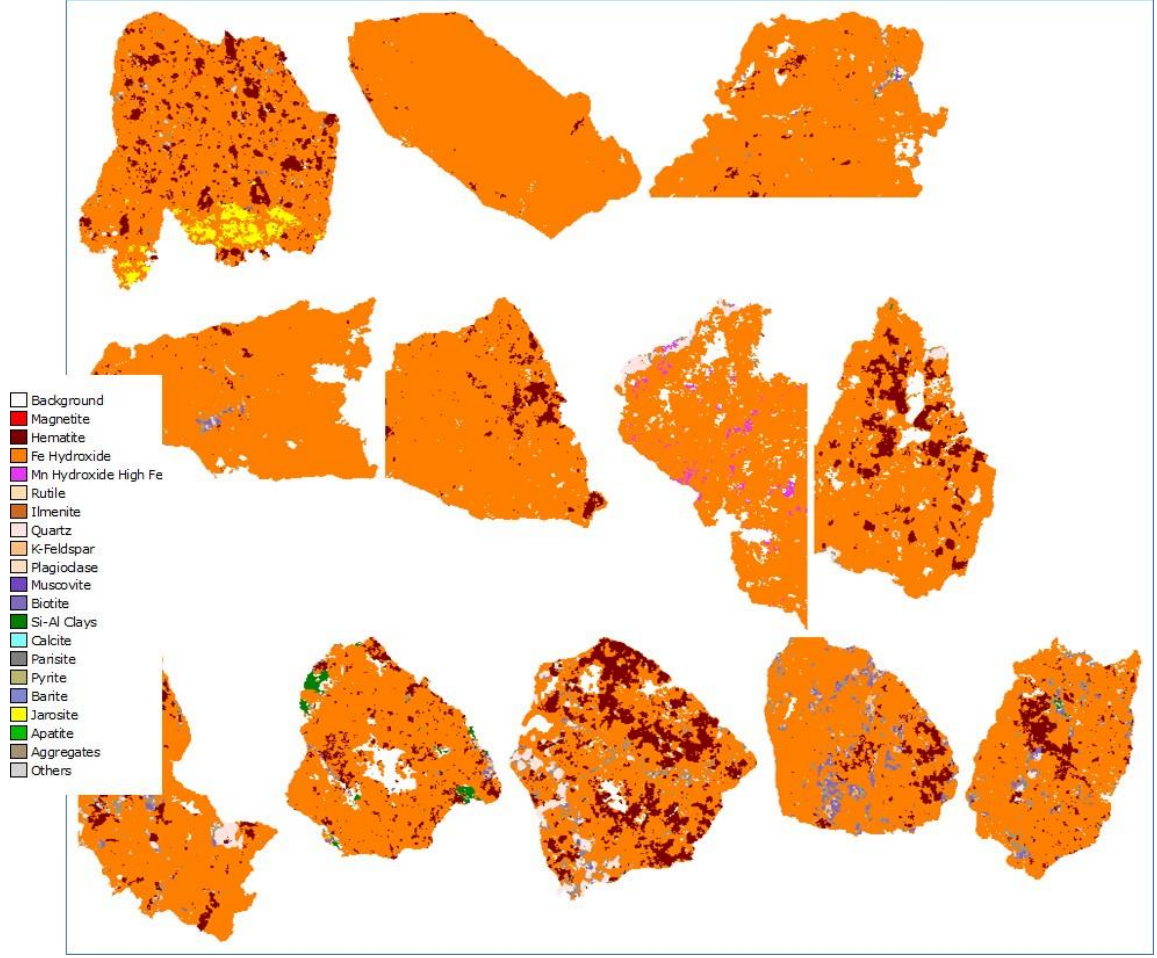 Background
Magnetite
Hematite
Fe Hydroxide
Mn Hydroxide High Fe
Rutile
Ilmenite
Quartz
K-Feldspar
Plagioclase
Muscovite
Biotite
Si-Al Clays
Calcite
Parisite
Pyrite
Barite
Jarosite
Apatite
Aggregates
Others